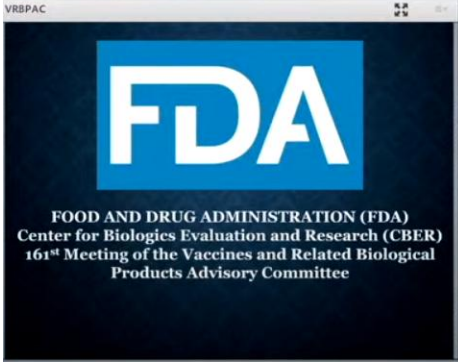 VRBPAC
FDA
FOOD AND DRUG ADMINISTRATION (FDA)
Center for Biologics Evaluation and Research (CBER)
161st Meeting of the Vaccines and Related Biological
Products Advisory Committee